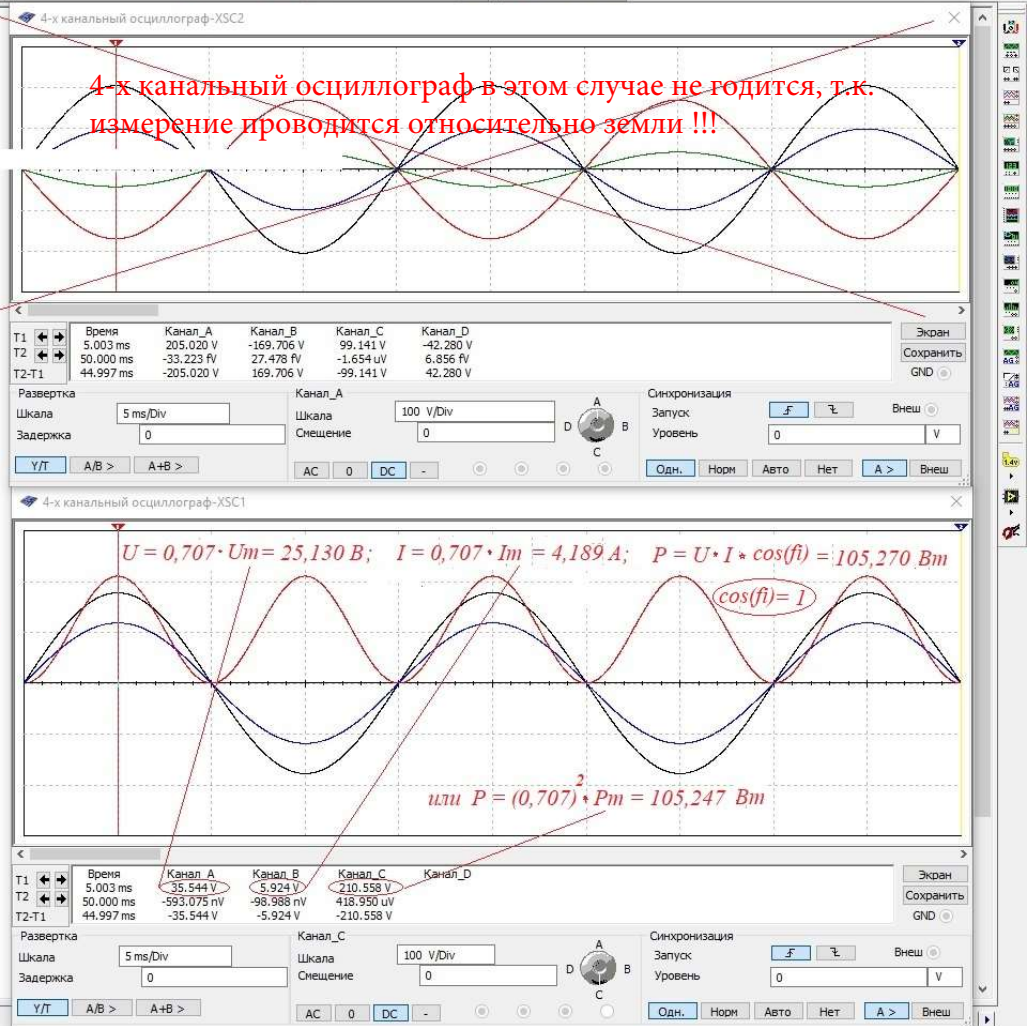 4-х канальный осциллограф-XSC2
4-х канальный осциллограф в этом случае не годится, т.к.
измерение проводится относительно земли !!!
Время Канал_A Канал_B Канал_C Канал_D
T1 5.003 ms 205.020 V -169.706 V 99.141 V -42.280 V
T2 50.000 ms -33.223 fV 27.478 fV -1.654 uV 6.856 fV
T2-T1 44.997 ms -205.020 V 169.706 V -99.141 V 42.280 V
Экран
Сохранить
GND
Развертка Канал_A Синхронизация
Шкала 5 ms/Div Шкала 100 V/Div A Запуск Внеш
Задержка 0 Смещение 0 D B Уровень 0 V
C
Y/T A/B > A+B > AC 0 DC - Одн. Норм Авто Нет A > Внеш
4-х канальный осциллограф-XSC1
U = 0,707 · Um = 25,130 В; I = 0,707 · Im = 4,189 А; P = U * I * cos(fi) = 105,270 Вт
cos(fi)= 1
или P = (0,707)² * Pm = 105,247 Вт
Время Канал_A Канал_B Канал_C Канал_D
T1 5.003 ms 35.544 V 5.924 V 210.558 V
T2 50.000 ms -593.075 nV -98.988 nV 418.950 uV
T2-T1 44.997 ms -35.544 V -5.924 V -210.558 V
Экран
Сохранить
GND
Развертка Канал_C Синхронизация
Шкала 5 ms/Div Шкала 100 V/Div A Запуск Внеш
Задержка 0 Смещение 0 D B Уровень 0 V
C
Y/T A/B > A+B > AC 0 DC - Одн. Норм Авто Нет A > Внеш